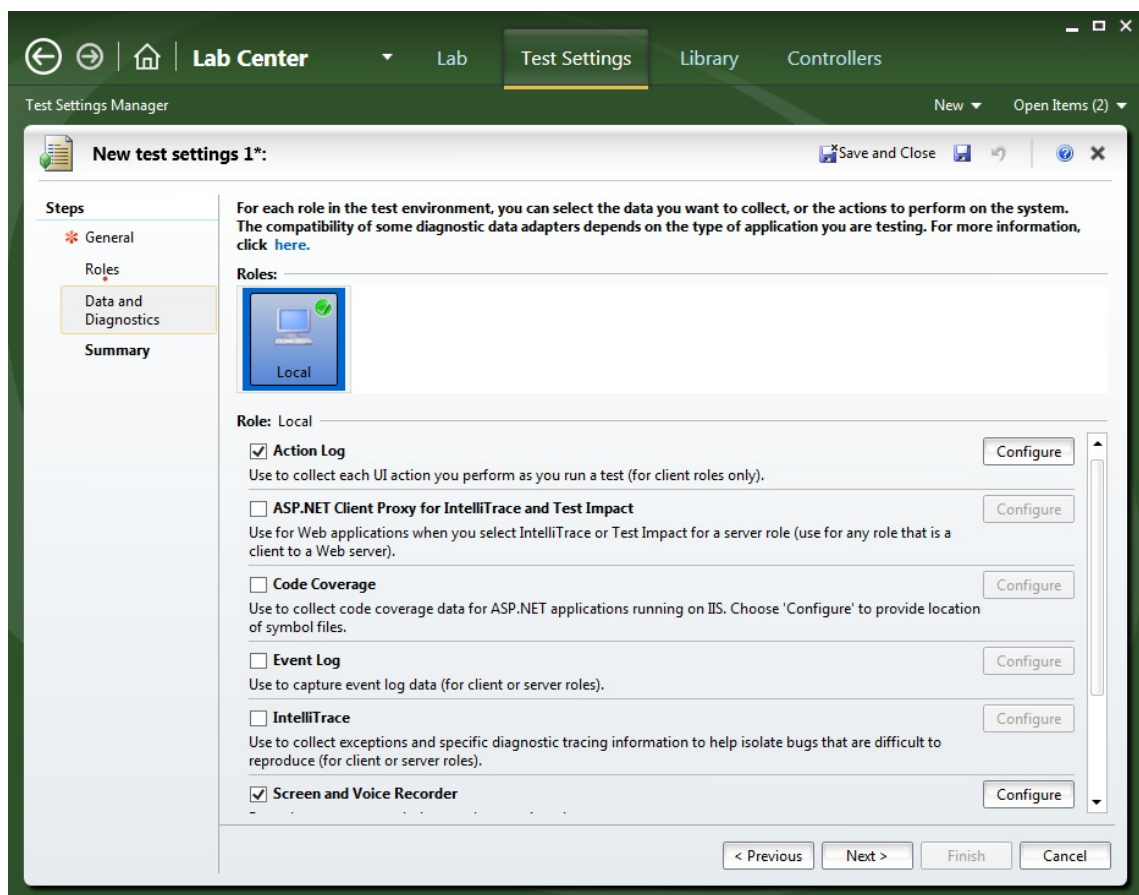 Lab Center
Lab
Test Settings
Library
Controllers
Test Settings Manager
New
Open Items (2)
New test settings 1*:
Save and Close
Steps
General
Roles
Data and
Diagnostics
Summary
For each role in the test environment, you can select the data you want to collect, or the actions to perform on the system.
The compatibility of some diagnostic data adapters depends on the type of application you are testing. For more information,
click here.
Roles:
Local
Role: Local
Action Log
Configure
Use to collect each UI action you perform as you run a test (for client roles only).
ASP.NET Client Proxy for IntelliTrace and Test Impact
Configure
Use for Web applications when you select IntelliTrace or Test Impact for a server role (use for any role that is a
client to a Web server).
Code Coverage
Configure
Use to collect code coverage data for ASP.NET applications running on IIS. Choose 'Configure' to provide location
of symbol files.
Event Log
Configure
Use to capture event log data (for client or server roles).
IntelliTrace
Configure
Use to collect exceptions and specific diagnostic tracing information to help isolate bugs that are difficult to
reproduce (for client or server roles).
Screen and Voice Recorder
Configure
< Previous
Next >
Finish
Cancel